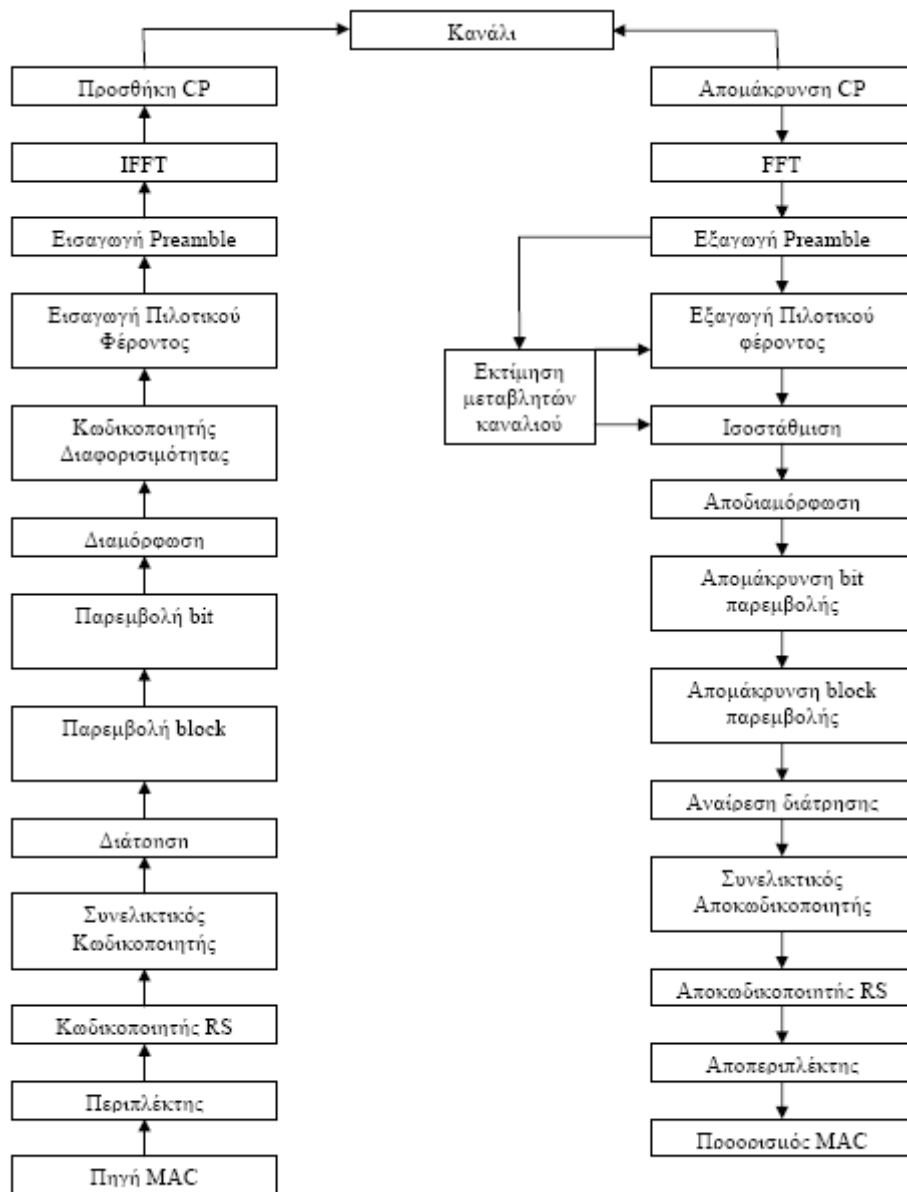 Κανάλι
Προσθήκη CP
IFFT
Εισαγωγή Preamble
Εισαγωγή Πιλοτικού
Φέροντος
Κωδικοποιητής
Διαφορισιμότητας
Διαμόρφωση
Παρεμβολή bit
Παρεμβολή block
Διάτρηση
Συνελικτικός
Κωδικοποιητής
Κωδικοποιητής RS
Περιπλέκτης
Πηγή MAC
Απομάκρυνση CP
FFT
Εξαγωγή Preamble
Εξαγωγή Πιλοτικού
φέροντος
Εκτίμηση
μεταβλητών
καναλιού
Ισοστάθμιση
Αποδιαμόρφωση
Απομάκρυνση bit
παρεμβολής
Απομάκρυνση block
παρεμβολής
Αναίρεση διάτρησης
Συνελικτικός
Αποκωδικοποιητής
Αποκωδικοποιητής RS
Αποπεριπλέκτης
Προορισμός MAC